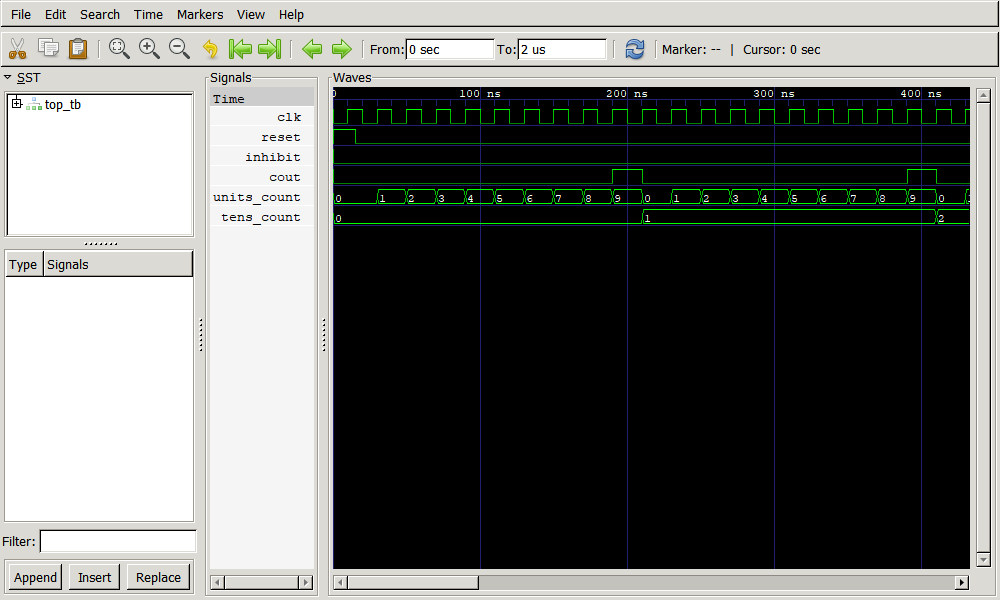 File Edit Search Time Markers View Help
From: 0 sec To: 2 us Marker: -- | Cursor: 0 sec
SST
top_tb
Type Signals
Filter:
Append Insert Replace
Signals
Time
clk
reset
inhibit
cout
units_count
tens_count
Waves
0 100 ns 200 ns 300 ns 400 ns
0 1 2 3 4 5 6 7 8 9 0 1 2 3 4 5 6 7 8 9 0
0 1 2